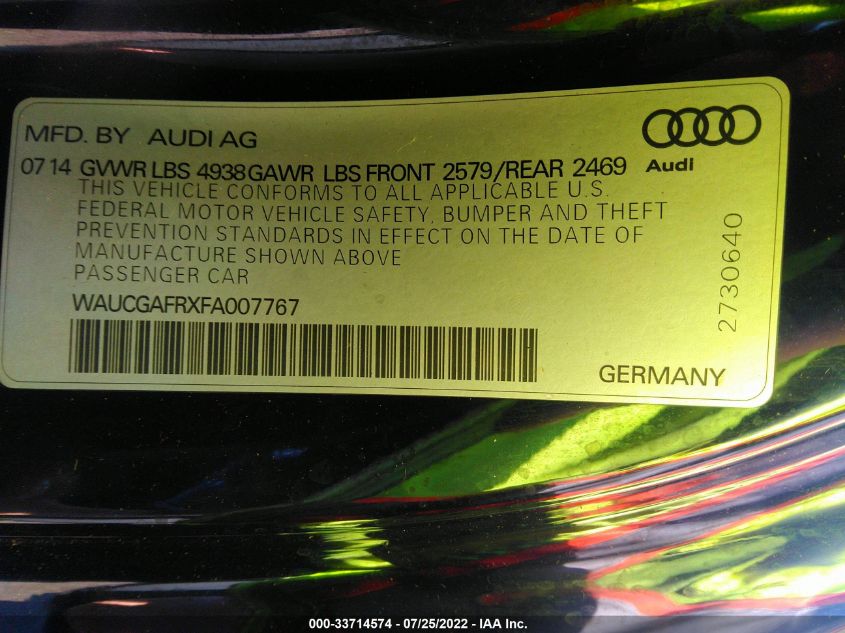 MFD. BY AUDI AG
07 14 GVWR LBS 4938 GAWR LBS FRONT 2579/REAR 2469
Audi
THIS VEHICLE CONFORMS TO ALL APPLICABLE U.S.
FEDERAL MOTOR VEHICLE SAFETY, BUMPER AND THEFT
PREVENTION STANDARDS IN EFFECT ON THE DATE OF
MANUFACTURE SHOWN ABOVE
PASSENGER CAR
WAUCGAFRXFA007767
2730640
GERMANY
000-33714574 - 07/25/2022 - IAA Inc.